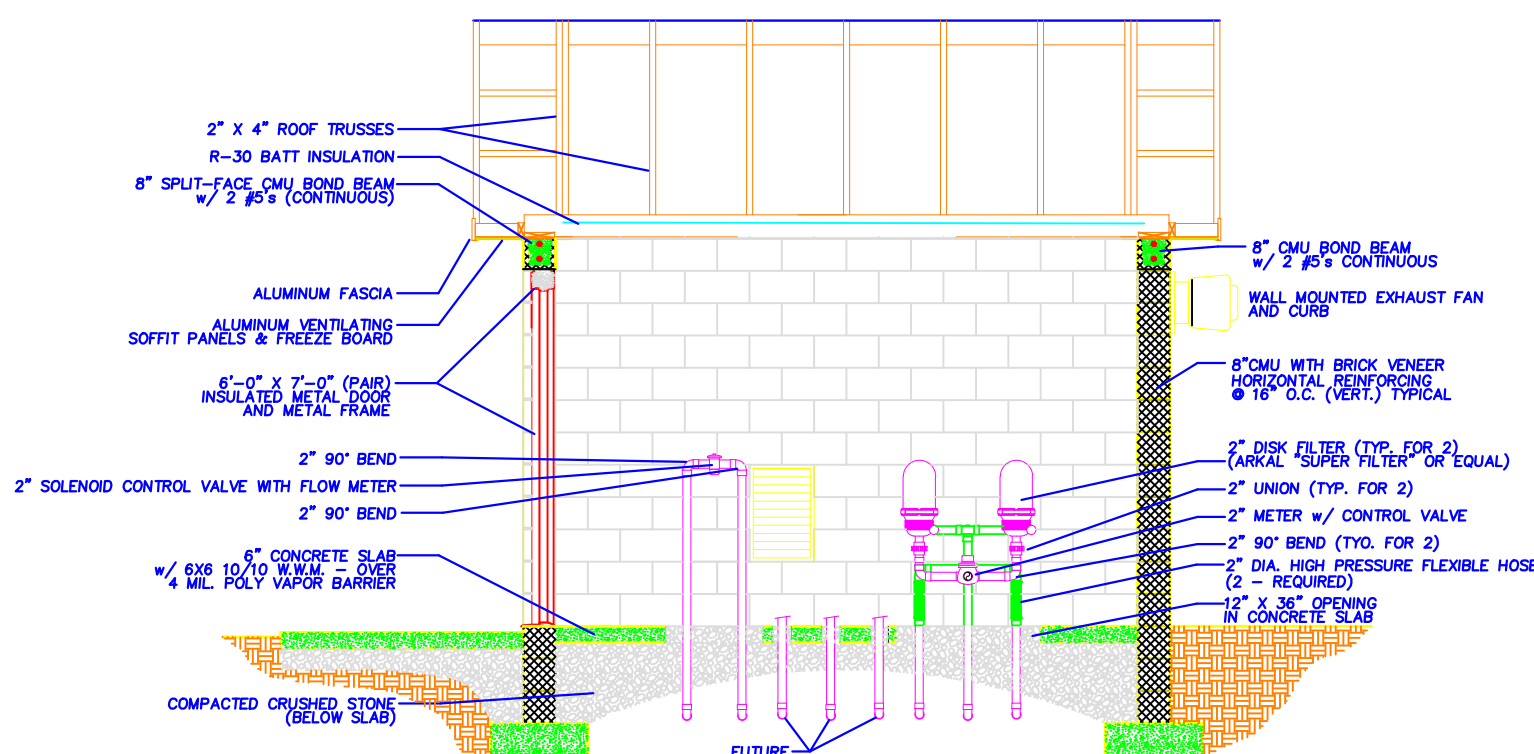 2" X 4" ROOF TRUSSES
R-30 BATT INSULATION
8" SPLIT-FACE CMU BOND BEAM
w/ 2 #5's (CONTINUOUS)
ALUMINUM FASCIA
ALUMINUM VENTILATING
SOFFIT PANELS & FREEZE BOARD
6'-0" X 7'-0" (PAIR)
INSULATED METAL DOOR
AND METAL FRAME
2" 90° BEND
2" SOLENOID CONTROL VALVE WITH FLOW METER
2" 90° BEND
6" CONCRETE SLAB
w/ 6X6 10/10 W.W.M. - OVER
4 MIL. POLY VAPOR BARRIER
COMPACTED CRUSHED STONE
(BELOW SLAB)
FUTURE
8" CMU BOND BEAM
w/ 2 #5's CONTINUOUS
WALL MOUNTED EXHAUST FAN
AND CURB
8"CMU WITH BRICK VENEER
HORIZONTAL REINFORCING
@ 16" O.C. (VERT.) TYPICAL
2" DISK FILTER (TYP. FOR 2)
(ARKAL "SUPER FILTER" OR EQUAL)
2" UNION (TYP. FOR 2)
2" METER w/ CONTROL VALVE
2" 90° BEND (TYO. FOR 2)
2" DIA. HIGH PRESSURE FLEXIBLE HOSE
(2 - REQUIRED)
12" X 36" OPENING
IN CONCRETE SLAB